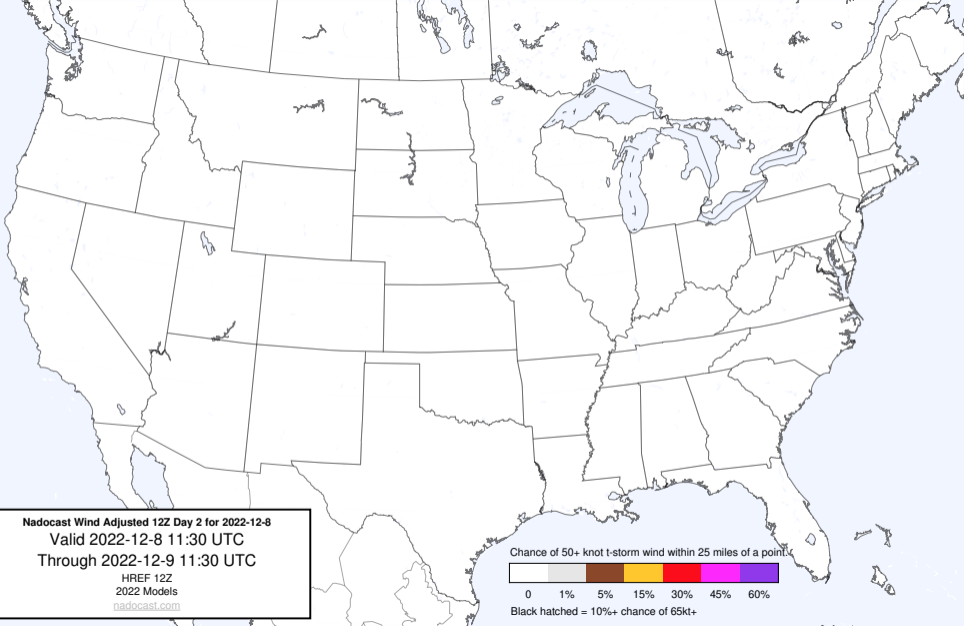 Nadocast Wind Adjusted 12Z Day 2 for 2022-12-8
Valid 2022-12-8 11:30 UTC
Through 2022-12-9 11:30 UTC
HREF 12Z
2022 Models
nadocast.com
Chance of 50+ knot t-storm wind within 25 miles of a point.
0 1% 5% 15% 30% 45% 60%
Black hatched = 10%+ chance of 65kt+